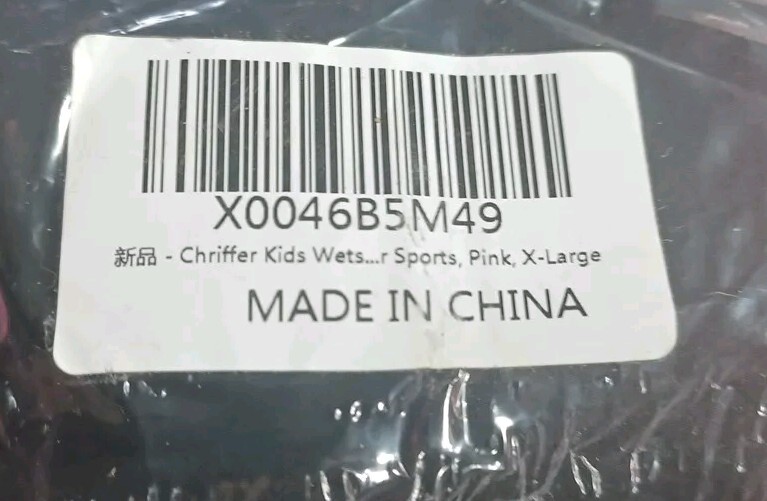 X0046B5M49
新品 - Chriffer Kids Wets...r Sports, Pink, X-Large
MADE IN CHINA